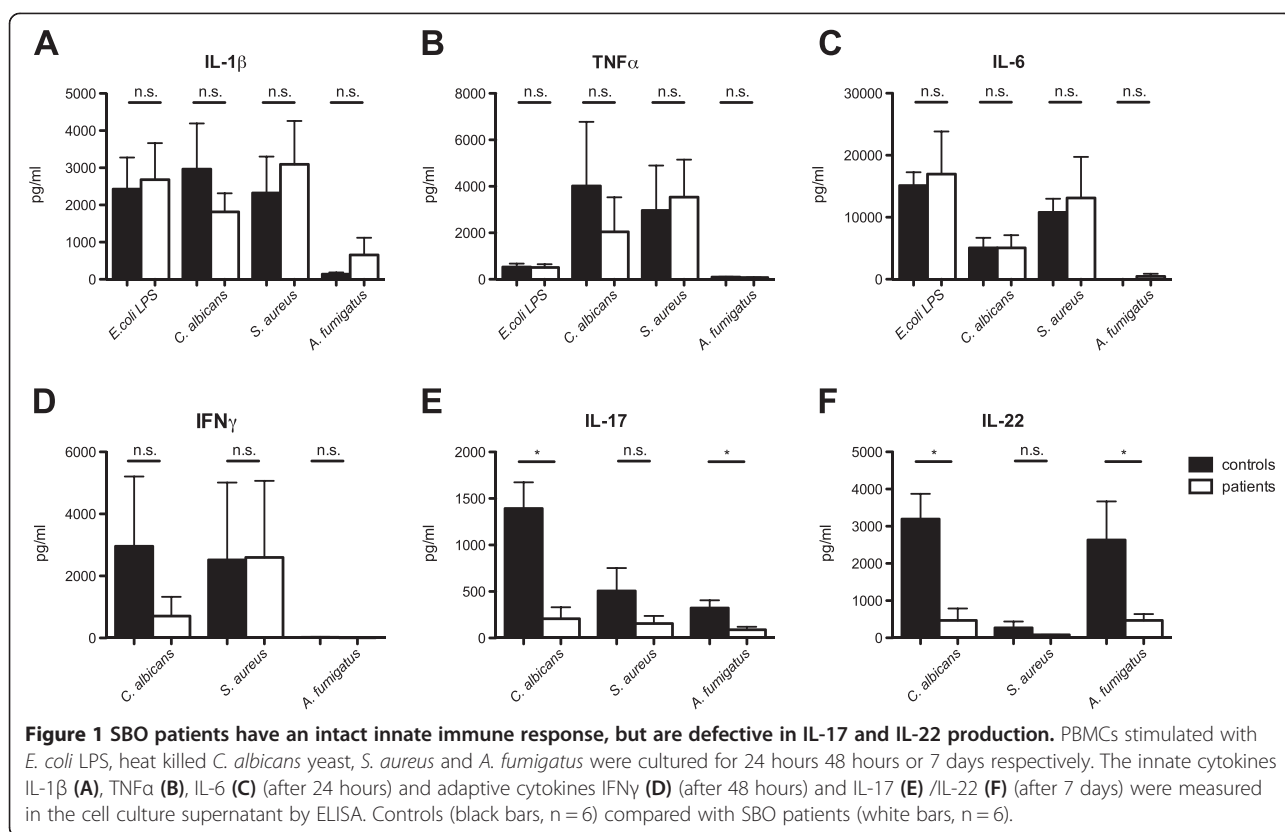 A
IL-1β
n.s. n.s. n.s. n.s.
pg/ml
5000
4000
3000
2000
1000
0
E.coli LPS
C. albicans
S. aureus
A. fumigatus
B
TNFα
n.s. n.s. n.s. n.s.
pg/ml
8000
6000
4000
2000
0
E.coli LPS
C. albicans
S. aureus
A. fumigatus
C
IL-6
n.s. n.s. n.s. n.s.
pg/ml
30000
20000
10000
0
E.coli LPS
C. albicans
S. aureus
A. fumigatus
D
IFNγ
n.s. n.s. n.s.
pg/ml
6000
4000
2000
0
C. albicans
S. aureus
A. fumigatus
E
IL-17
* n.s. *
pg/ml
2000
1500
1000
500
0
C. albicans
S. aureus
A. fumigatus
F
IL-22
* n.s. *
pg/ml
5000
4000
3000
2000
1000
0
C. albicans
S. aureus
A. fumigatus
controls
patients
Figure 1 SBO patients have an intact innate immune response, but are defective in IL-17 and IL-22 production. PBMCs stimulated with
E. coli LPS, heat killed C. albicans yeast, S. aureus and A. fumigatus were cultured for 24 hours 48 hours or 7 days respectively. The innate cytokines
IL-1β (A), TNFα (B), IL-6 (C) (after 24 hours) and adaptive cytokines IFNγ (D) (after 48 hours) and IL-17 (E) /IL-22 (F) (after 7 days) were measured
in the cell culture supernatant by ELISA. Controls (black bars, n = 6) compared with SBO patients (white bars, n = 6).